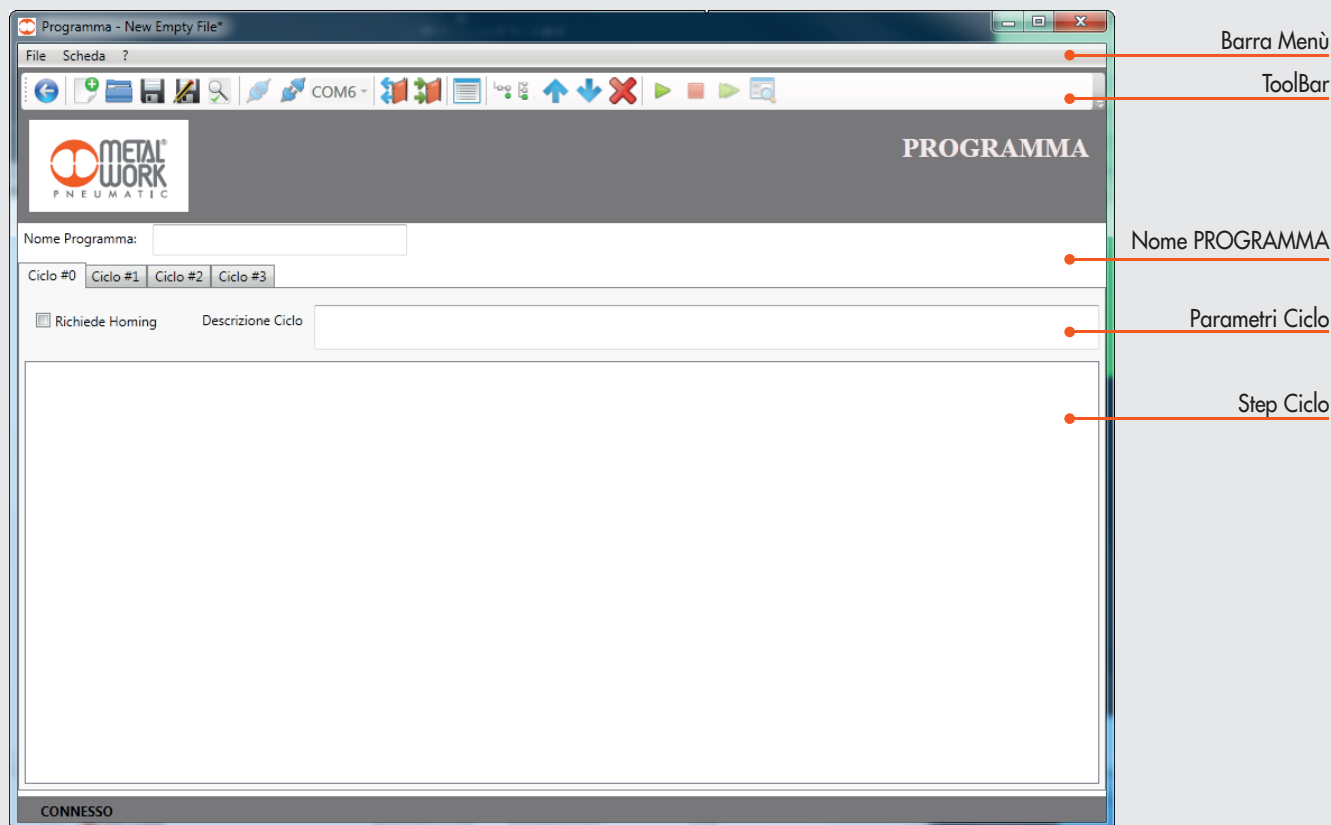 Programma - New Empty File*
File Scheda ?
Barra Menù
COM6
ToolBar
METAL®
WORK
PNEUMATIC
PROGRAMMA
Nome Programma:
Nome PROGRAMMA
Ciclo #0 Ciclo #1 Ciclo #2 Ciclo #3
Richiede Homing Descrizione Ciclo
Parametri Ciclo
Step Ciclo
CONNESSO